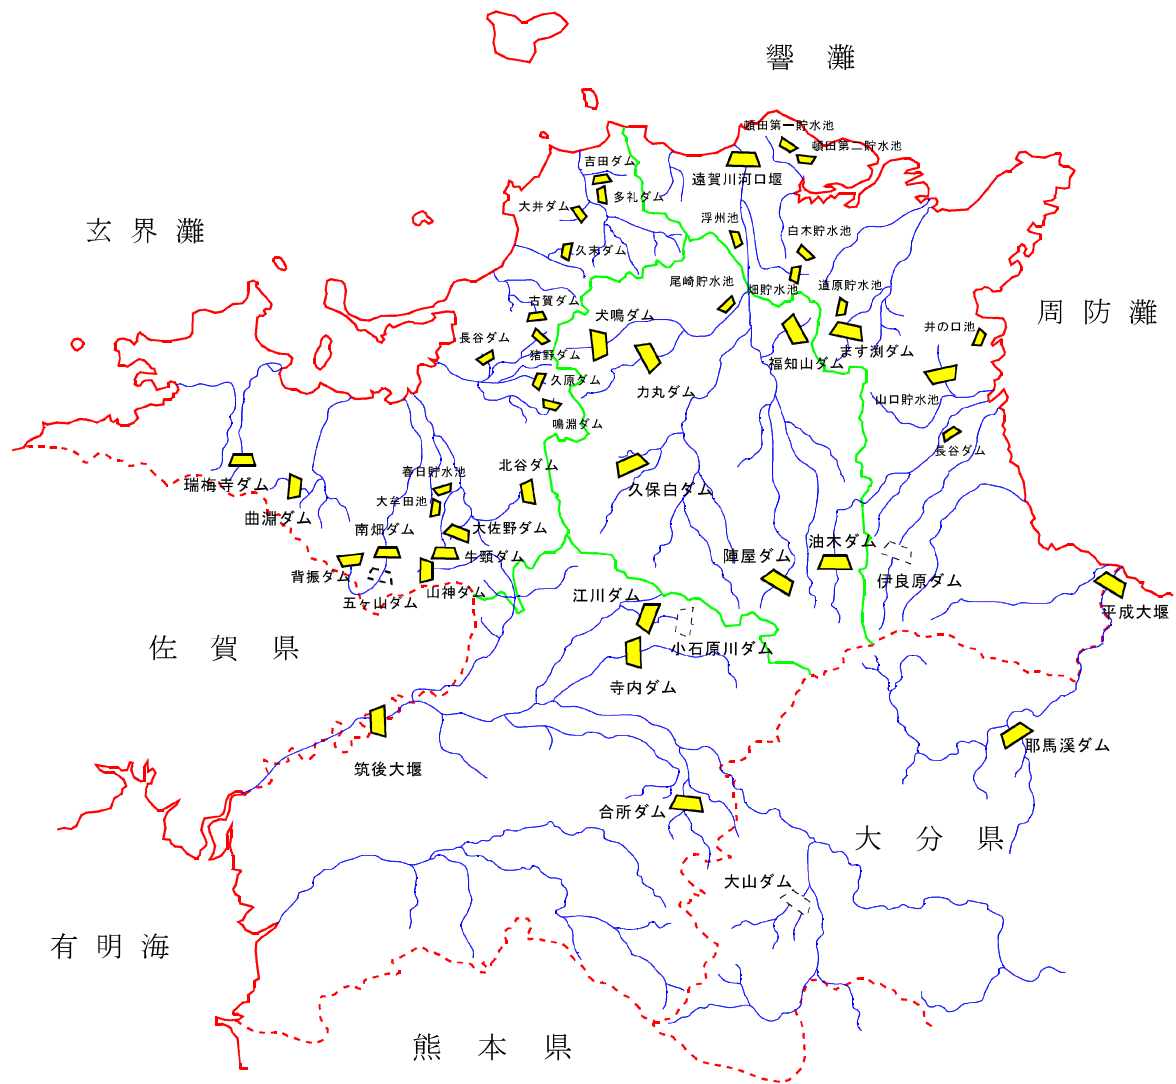 響灘
頓田第一貯水池
頓田第二貯水池
吉田ダム
遠賀川河口堰
多礼ダム
大井ダム
浮州池
玄界灘
白木貯水池
久末ダム
尾崎貯水池
畑貯水池
道原貯水池
古賀ダム
犬鳴ダム
周防灘
井の口池
長谷ダム
猪野ダム
ます渕ダム
福知山ダム
久原ダム
力丸ダム
山口貯水池
鳴淵ダム
長谷ダム
北谷ダム
春日貯水池
瑞梅寺ダム
久保白ダム
大牟田池
曲淵ダム
南畑ダム
大佐野ダム
油木ダム
牛頸ダム
陣屋ダム
背振ダム
伊良原ダム
山神ダム
五ヶ山ダム
江川ダム
平成大堰
佐賀県
小石原川ダム
寺内ダム
耶馬溪ダム
筑後大堰
合所ダム
大分県
大山ダム
有明海
熊本県